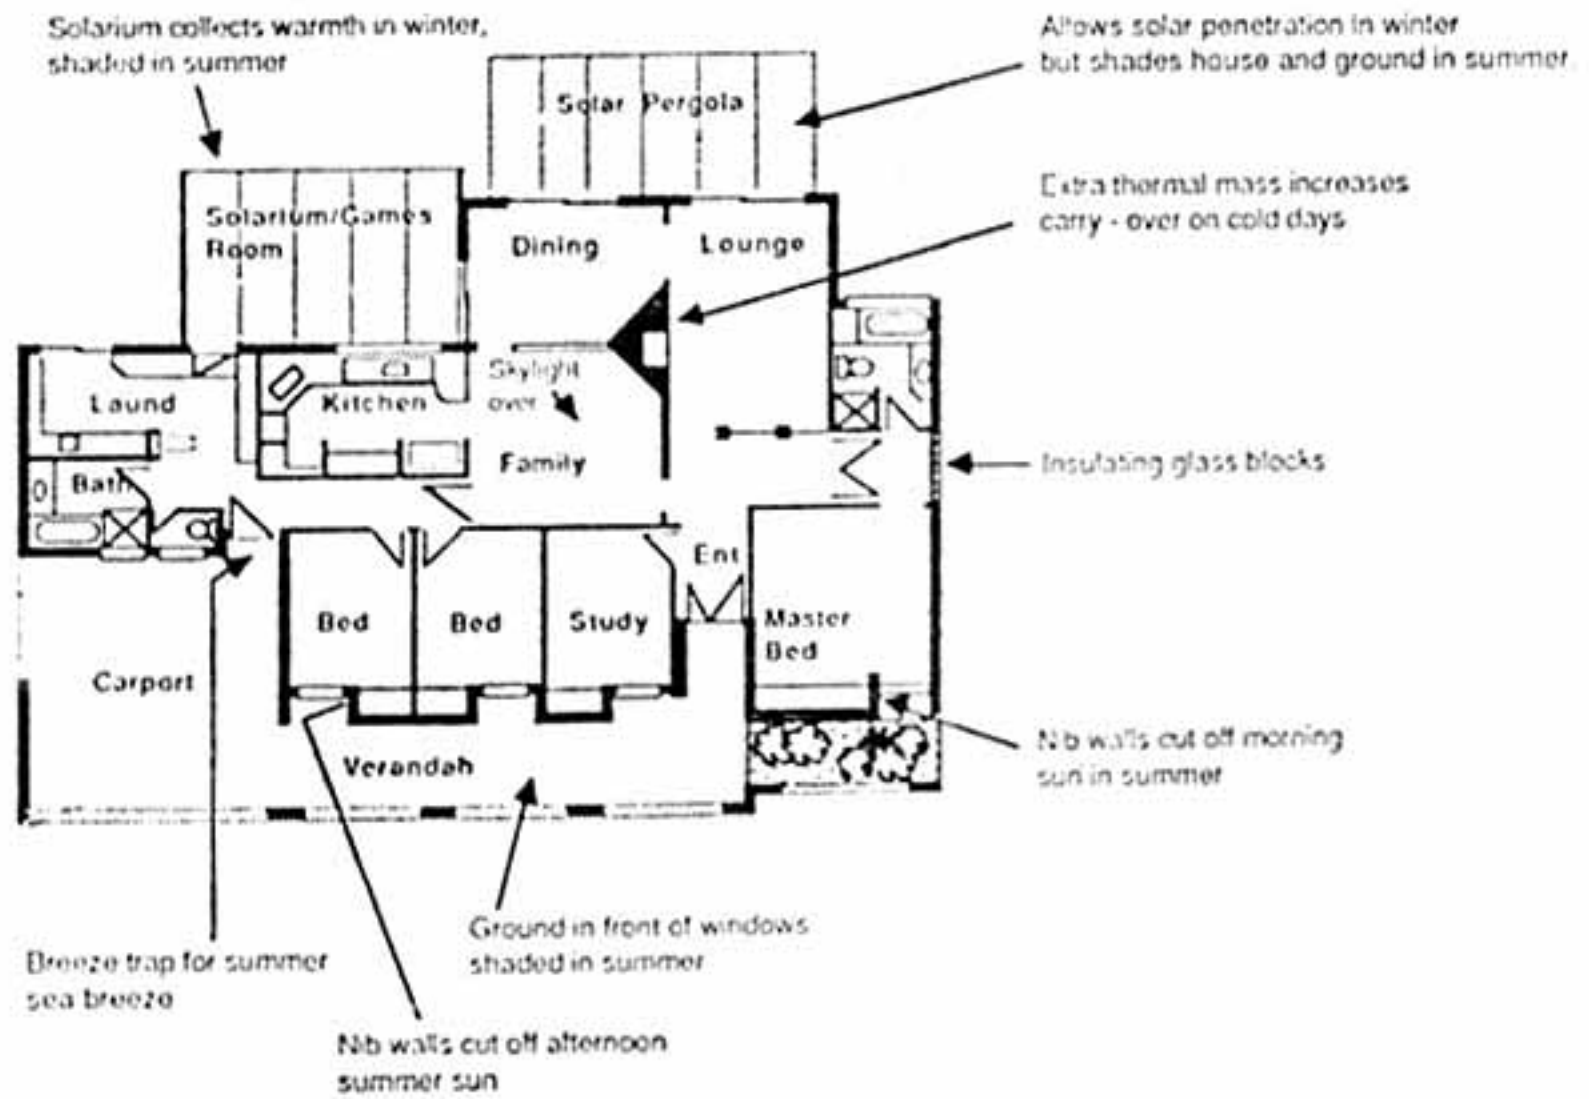 Solarium collects warmth in winter,
shaded in summer
Allows solar penetration in winter
but shades house and ground in summer.
Solar Pergola
Extra thermal mass increases
carry - over on cold days
Solarium/Games
Room
Dining
Lounge
Skylight
over
Laund
Kitchen
Family
Insulating glass blocks
Bath
Ent
Bed
Bed
Study
Master
Bed
Carport
Verandah
Nib walls cut off morning
sun in summer
Ground in front of windows
shaded in summer
Breeze trap for summer
sea breeze
Nib walls cut off afternoon
summer sun